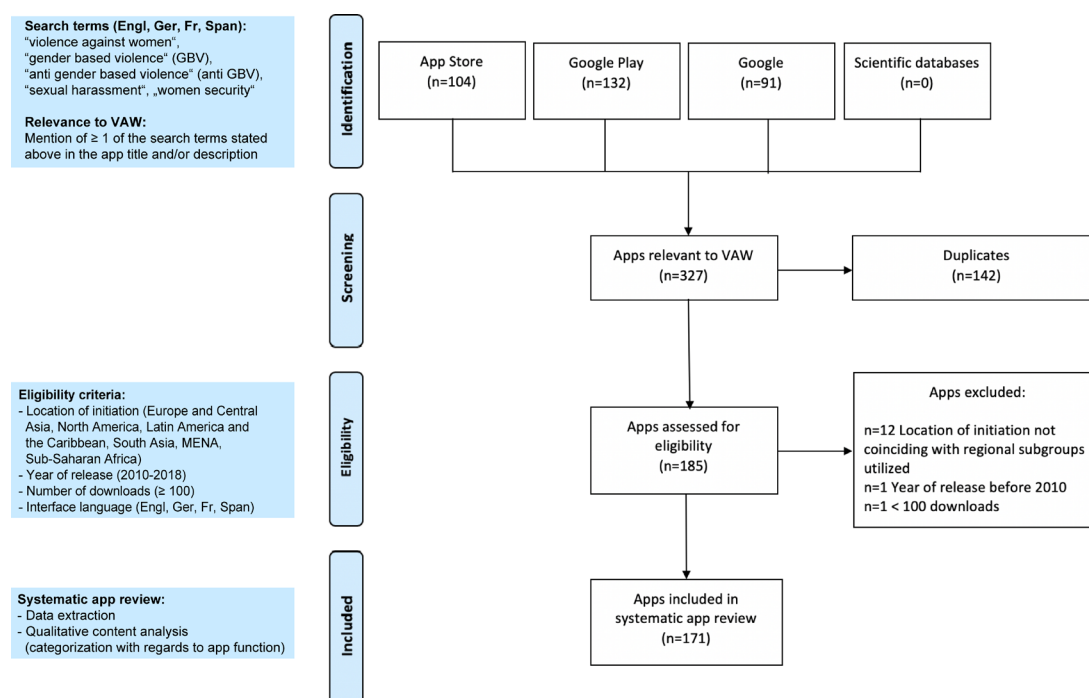 Search terms (Engl, Ger, Fr, Span):
“violence against women“,
“gender based violence“ (GBV),
“anti gender based violence“ (anti GBV),
“sexual harassment“, „women security“
Relevance to VAW:
Mention of ≥ 1 of the search terms stated
above in the app title and/or description
Identification
App Store
(n=104)
Google Play
(n=132)
Google
(n=91)
Scientific databases
(n=0)
Screening
Apps relevant to VAW
(n=327)
Duplicates
(n=142)
Eligibility criteria:
- Location of initiation (Europe and Central
Asia, North America, Latin America and
the Caribbean, South Asia, MENA,
Sub-Saharan Africa)
- Year of release (2010-2018)
- Number of downloads (≥ 100)
- Interface language (Engl, Ger, Fr, Span)
Eligibility
Apps assessed for
eligibility
(n=185)
Apps excluded:
n=12 Location of initiation not
coinciding with regional subgroups
utilized
n=1 Year of release before 2010
n=1 < 100 downloads
Systematic app review:
- Data extraction
- Qualitative content analysis
(categorization with regards to app function)
Included
Apps included in
systematic app review
(n=171)